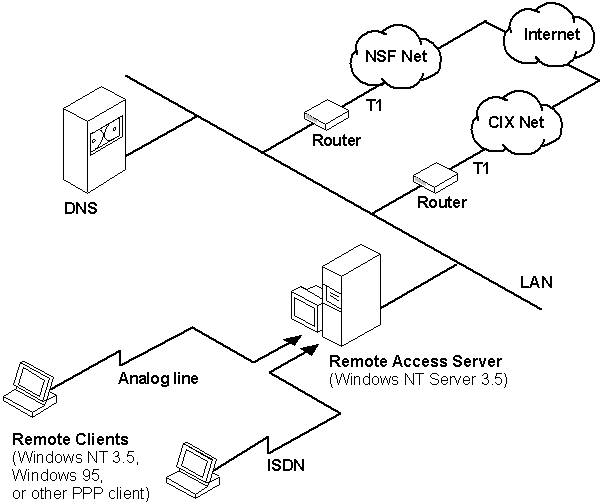 Internet
NSF Net
T1
CIX Net
Router
T1
Router
DNS
LAN
Remote Access Server
(Windows NT Server 3.5)
Analog line
Remote Clients
(Windows NT 3.5,
Windows 95,
or other PPP client)
ISDN